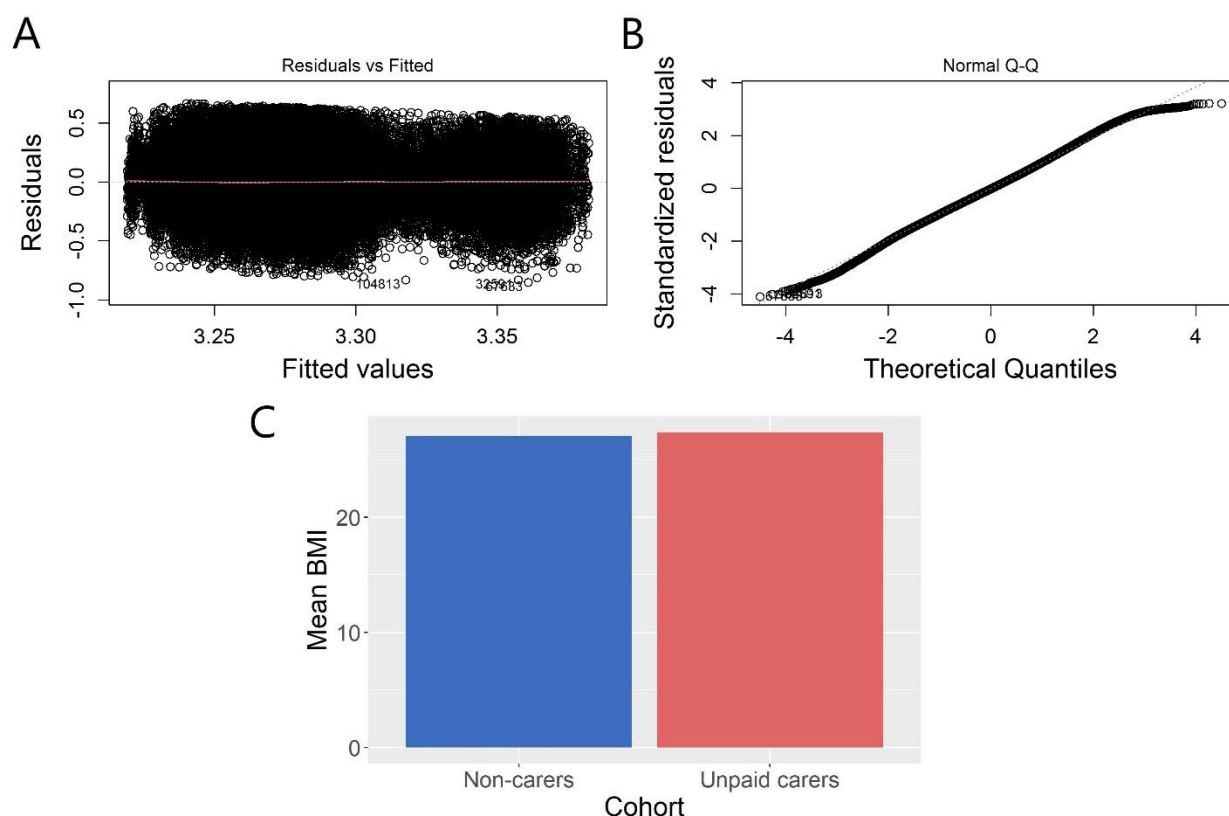 A
Residuals vs Fitted
Residuals
0.5
0.0
-0.5
-1.0
104813
3.25
3.30
3.35
Fitted values
B
Normal Q-Q
Standardized residuals
4
2
0
-2
-4
-4
-2
0
2
4
Theoretical Quantiles
C
Mean BMI
20
10
0
Non-carers
Unpaid carers
Cohort